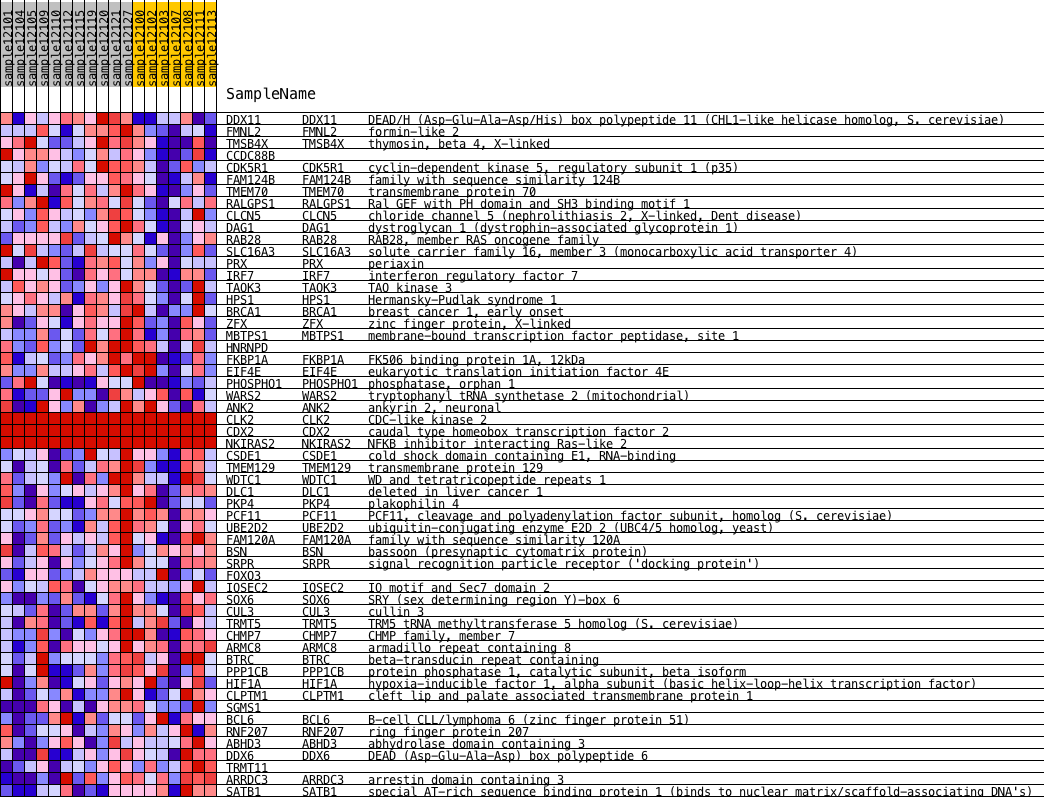 sample12101
sample12104
sample12105
sample12109
sample12110
sample12112
sample12115
sample12119
sample12120
sample12121
sample12127
sample12100
sample12102
sample12103
sample12107
sample12108
sample12111
sample12113
SampleName
DDX11 DDX11 DEAD/H (Asp-Glu-Ala-Asp/His) box polypeptide 11 (CHL1-like helicase homolog, S. cerevisiae)
FMNL2 FMNL2 formin-like 2
TMSB4X TMSB4X thymosin, beta 4, X-linked
CCDC88B
CDK5R1 CDK5R1 cyclin-dependent kinase 5, regulatory subunit 1 (p35)
FAM124B FAM124B family with sequence similarity 124B
TMEM70 TMEM70 transmembrane protein 70
RALGPS1 RALGPS1 Ral GEF with PH domain and SH3 binding motif 1
CLCN5 CLCN5 chloride channel 5 (nephrolithiasis 2, X-linked, Dent disease)
DAG1 DAG1 dystroglycan 1 (dystrophin-associated glycoprotein 1)
RAB28 RAB28 RAB28, member RAS oncogene family
SLC16A3 SLC16A3 solute carrier family 16, member 3 (monocarboxylic acid transporter 4)
PRX PRX periaxin
IRF7 IRF7 interferon regulatory factor 7
TAOK3 TAOK3 TAO kinase 3
HPS1 HPS1 Hermansky-Pudlak syndrome 1
BRCA1 BRCA1 breast cancer 1, early onset
ZFX ZFX zinc finger protein, X-linked
MBTPS1 MBTPS1 membrane-bound transcription factor peptidase, site 1
HNRNPD
FKBP1A FKBP1A FK506 binding protein 1A, 12kDa
EIF4E EIF4E eukaryotic translation initiation factor 4E
PHOSPHO1 PHOSPHO1 phosphatase, orphan 1
WARS2 WARS2 tryptophanyl tRNA synthetase 2 (mitochondrial)
ANK2 ANK2 ankyrin 2, neuronal
CLK2 CLK2 CDC-like kinase 2
CDX2 CDX2 caudal type homeobox transcription factor 2
NKIRAS2 NKIRAS2 NFKB inhibitor interacting Ras-like 2
CSDE1 CSDE1 cold shock domain containing E1, RNA-binding
TMEM129 TMEM129 transmembrane protein 129
WDTC1 WDTC1 WD and tetratricopeptide repeats 1
DLC1 DLC1 deleted in liver cancer 1
PKP4 PKP4 plakophilin 4
PCF11 PCF11 PCF11, cleavage and polyadenylation factor subunit, homolog (S. cerevisiae)
UBE2D2 UBE2D2 ubiquitin-conjugating enzyme E2D 2 (UBC4/5 homolog, yeast)
FAM120A FAM120A family with sequence similarity 120A
BSN BSN bassoon (presynaptic cytomatrix protein)
SRPR SRPR signal recognition particle receptor ('docking protein')
FOXO3
IQSEC2 IQSEC2 IQ motif and Sec7 domain 2
SOX6 SOX6 SRY (sex determining region Y)-box 6
CUL3 CUL3 cullin 3
TRMT5 TRMT5 TRM5 tRNA methyltransferase 5 homolog (S. cerevisiae)
CHMP7 CHMP7 CHMP family, member 7
ARMC8 ARMC8 armadillo repeat containing 8
BTRC BTRC beta-transducin repeat containing
PPP1CB PPP1CB protein phosphatase 1, catalytic subunit, beta isoform
HIF1A HIF1A hypoxia-inducible factor 1, alpha subunit (basic helix-loop-helix transcription factor)
CLPTM1 CLPTM1 cleft lip and palate associated transmembrane protein 1
SGMS1
BCL6 BCL6 B-cell CLL/lymphoma 6 (zinc finger protein 51)
RNF207 RNF207 ring finger protein 207
ABHD3 ABHD3 abhydrolase domain containing 3
DDX6 DDX6 DEAD (Asp-Glu-Ala-Asp) box polypeptide 6
TRMT11
ARRDC3 ARRDC3 arrestin domain containing 3
SATB1 SATB1 special AT-rich sequence binding protein 1 (binds to nuclear matrix/scaffold-associating DNA's)